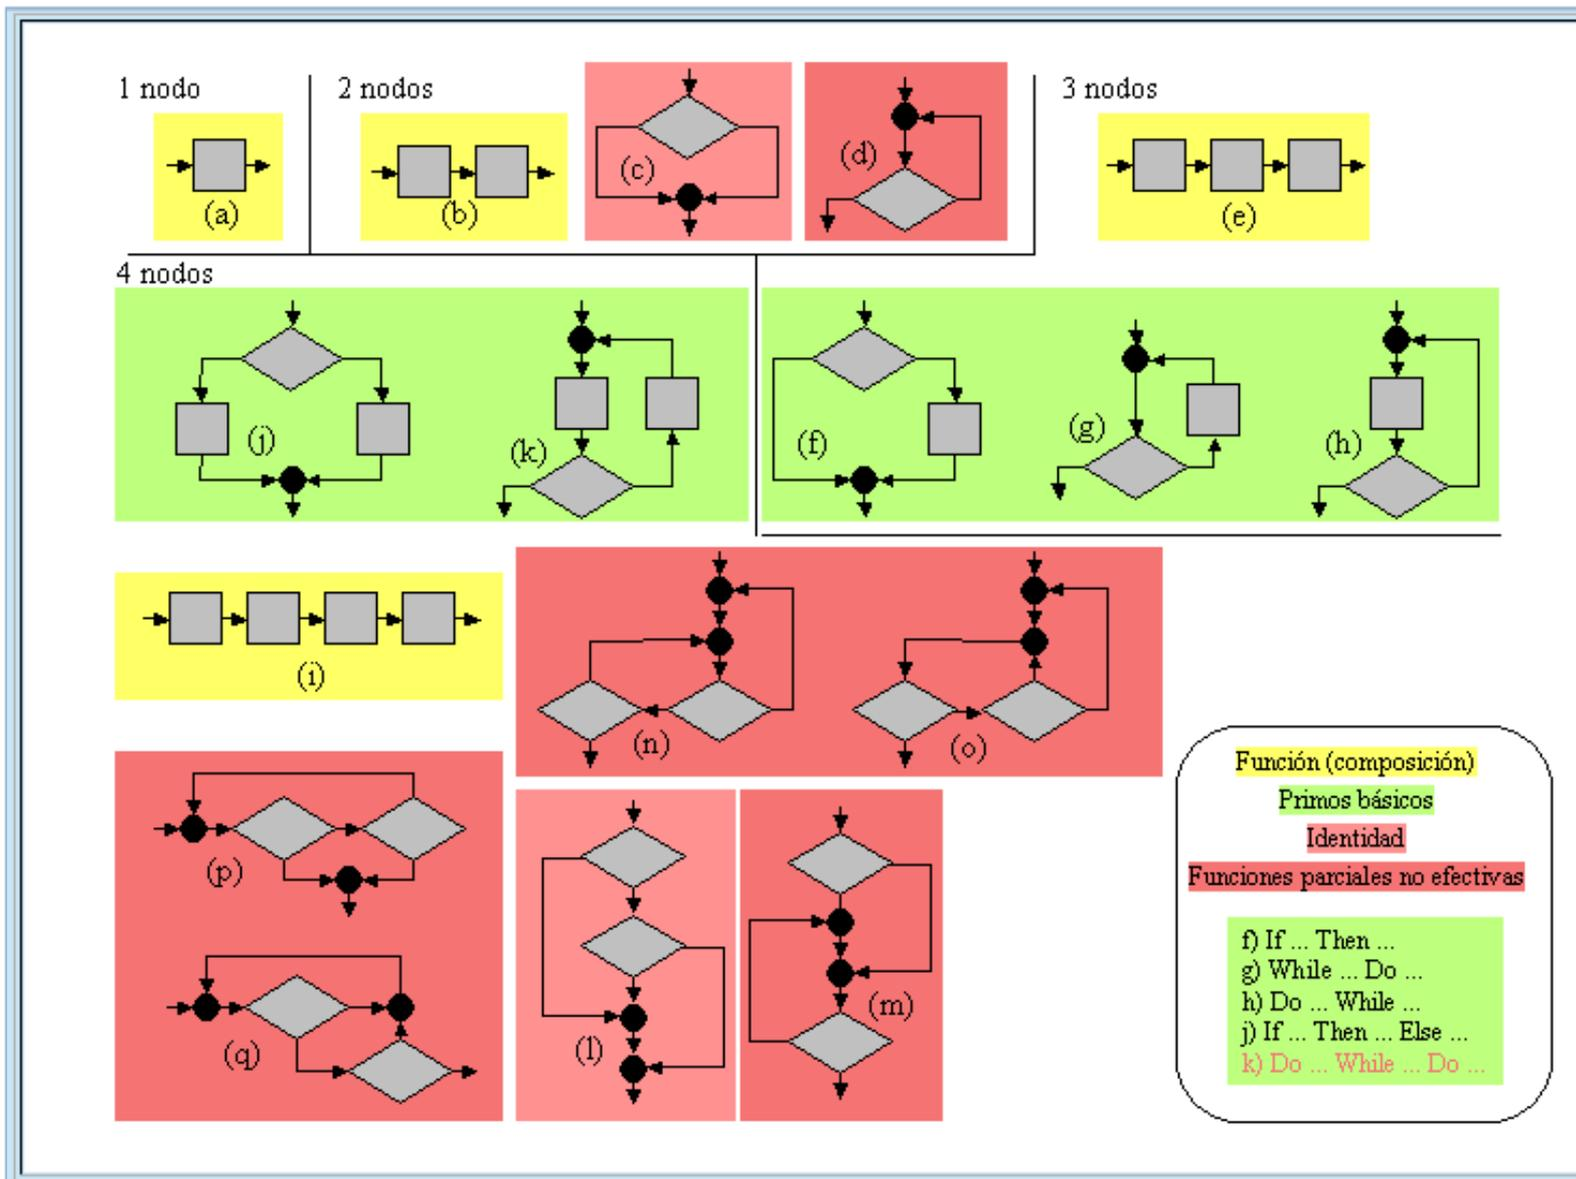 1 nodo
2 nodos
3 nodos
(a)
(b)
(c)
(d)
(e)
4 nodos
(j)
(k)
(f)
(g)
(h)
(i)
(n)
(o)
(p)
(q)
(l)
(m)
Función (composición)
Primos básicos
Identidad
Funciones parciales no efectivas
f) If ... Then ...
g) While ... Do ...
h) Do ... While ...
j) If ... Then ... Else ...
k) Do ... While ... Do ...